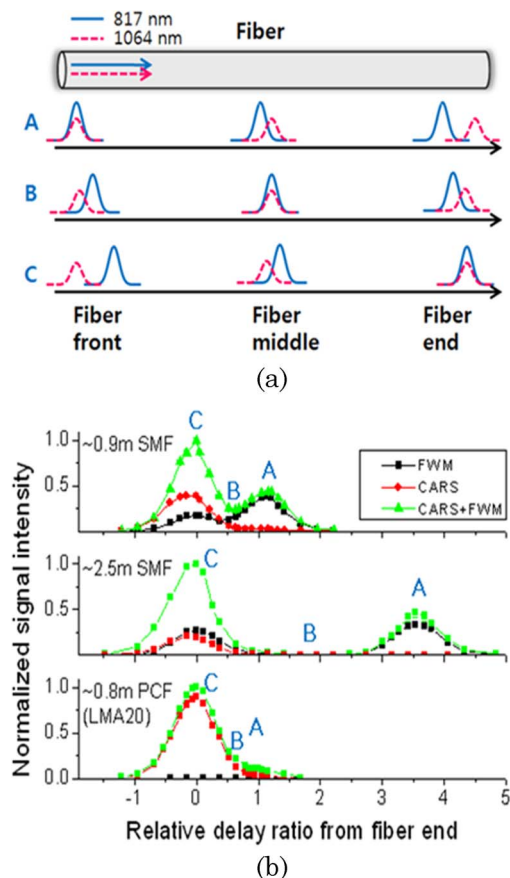 817 nm
1064 nm
Fiber
A
B
C
Fiber front
Fiber middle
Fiber end
(a)
Normalized signal intensity
~0.9m SMF
C
B
A
FWM
CARS
CARS+FWM
1.0
0.5
~2.5m SMF
C
B
A
1.0
0.5
~0.8m PCF
(LMA20)
C
B
A
1.0
0.5
0.0
-1 0 1 2 3 4 5
Relative delay ratio from fiber end
(b)